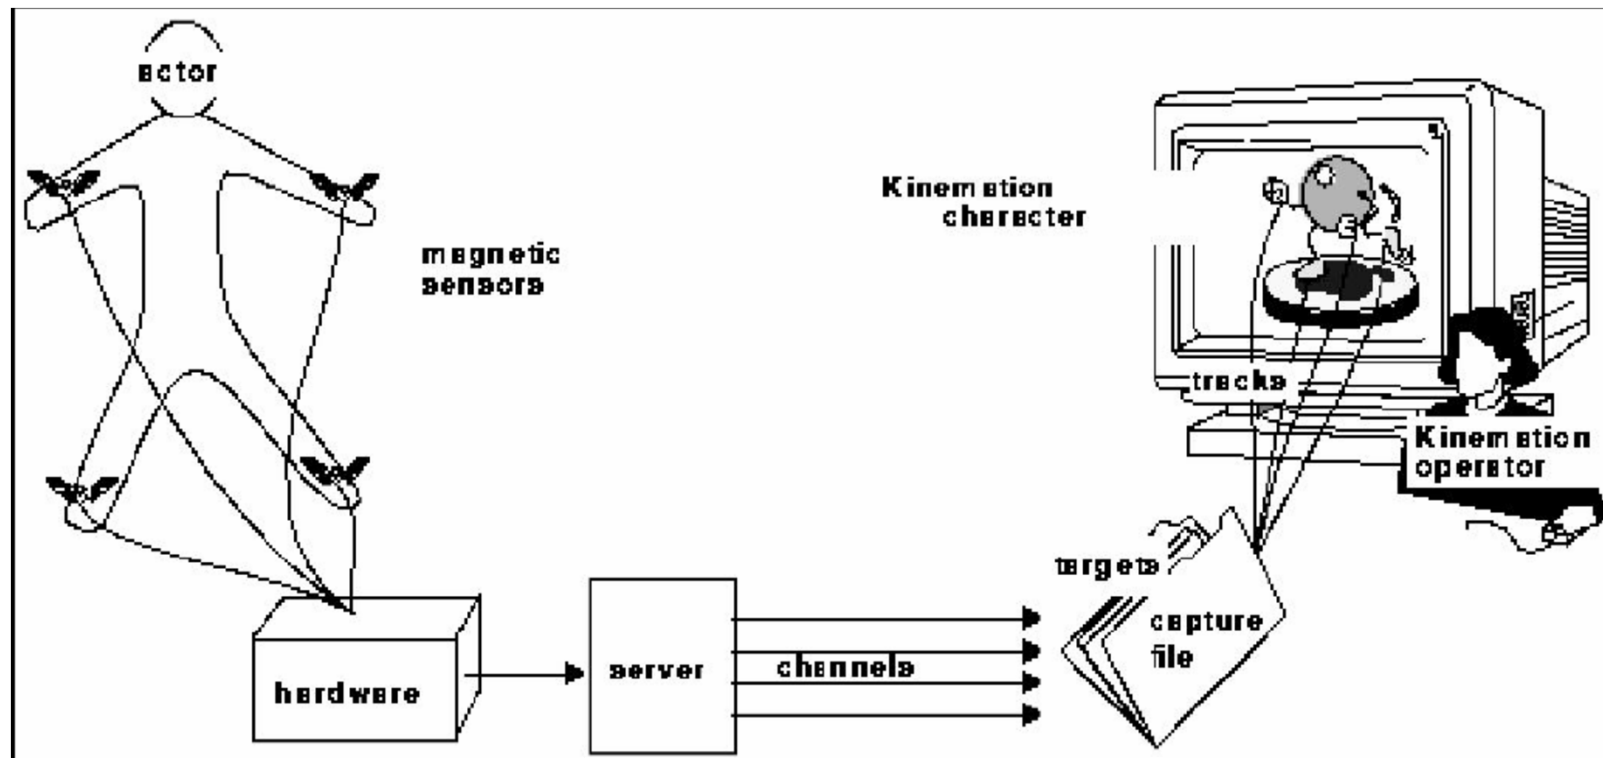 actor
magnetic
sensors
Kinemation
character
tracks
Kinemation
operator
targets
capture
file
hardware
server
channels